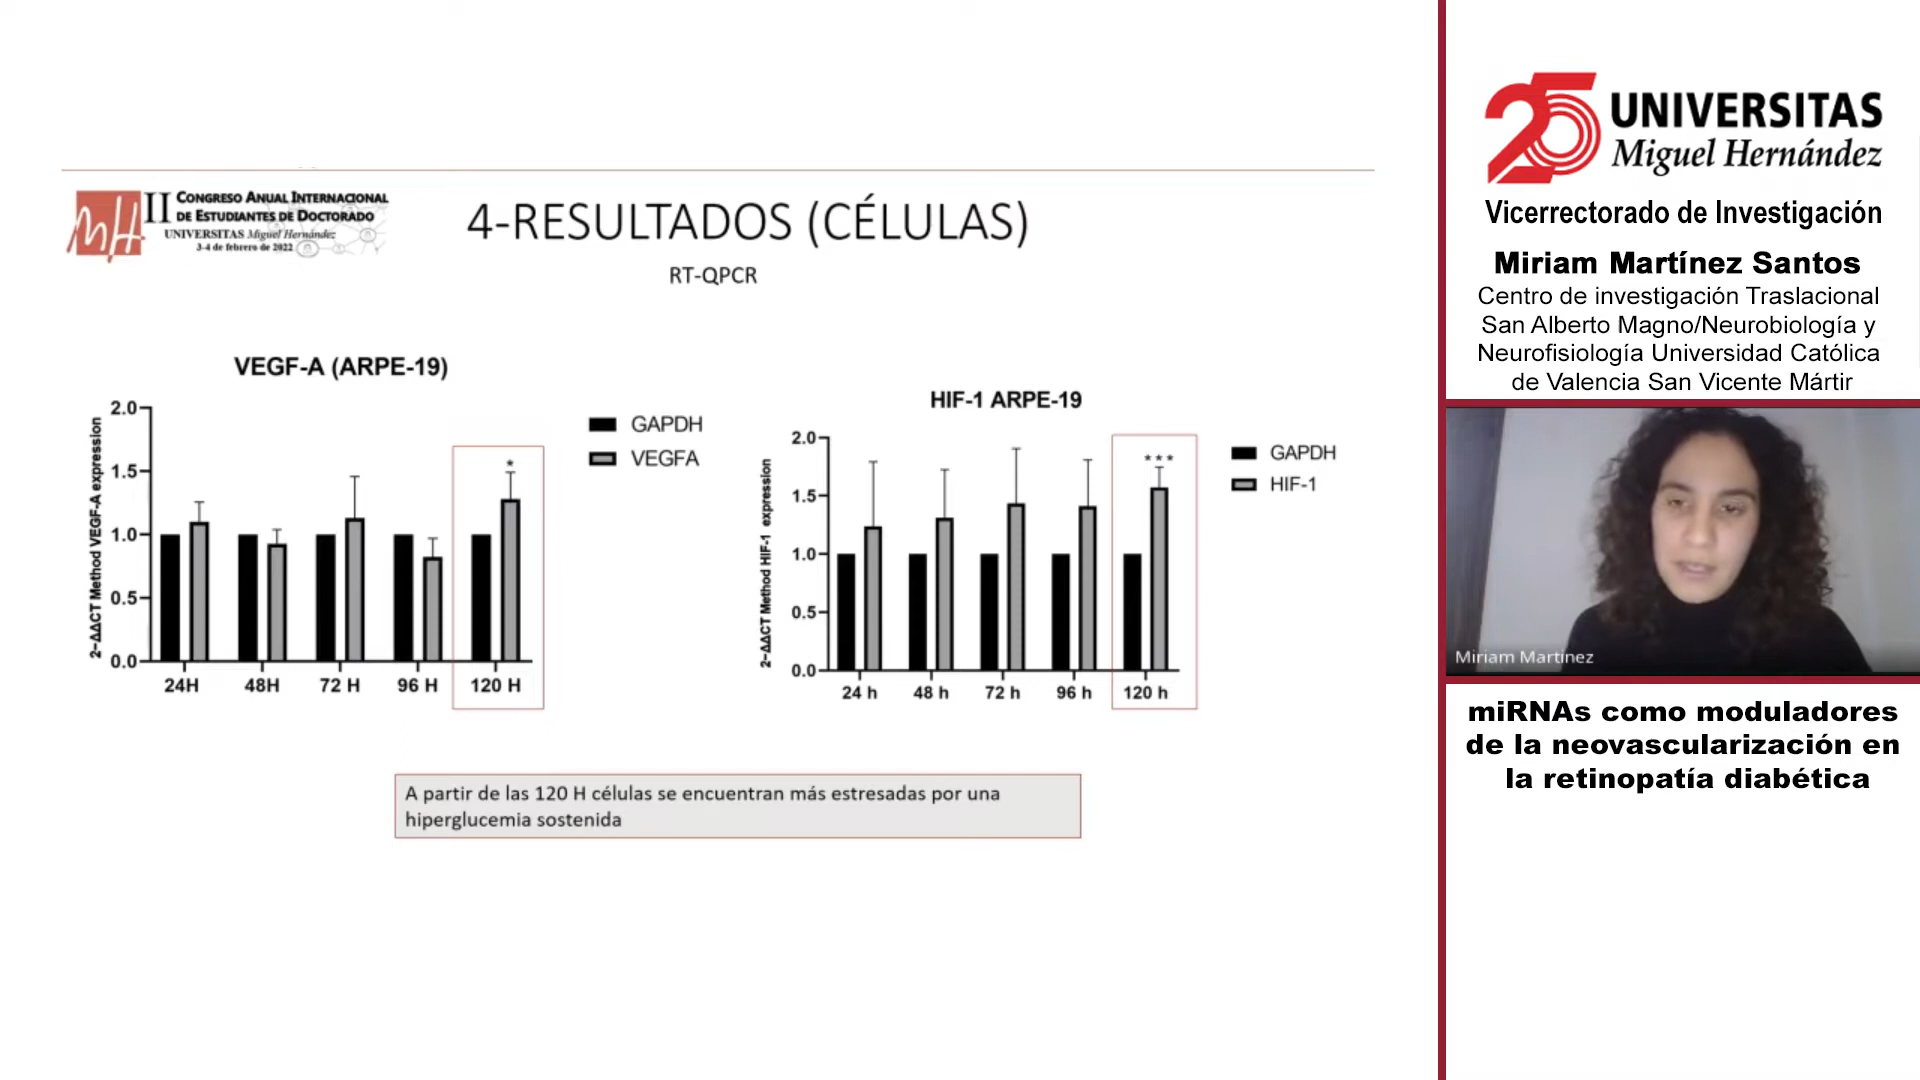 II CONGRESO ANUAL INTERNACIONAL
DE ESTUDIANTES DE DOCTORADO
UNIVERSITAS Miguel Hernández
3-4 de febrero de 2022
4-RESULTADOS (CÉLULAS)
RT-QPCR
VEGF-A (ARPE-19)
2−ΔΔCT Method VEGF-A expression
2.0
1.5
1.0
0.5
0.0
24H 48H 72 H 96 H 120 H
*
GAPDH
VEGFA
HIF-1 ARPE-19
2−ΔΔCT Method HIF-1 expression
2.0
1.5
1.0
0.5
0.0
24 h 48 h 72 h 96 h 120 h
***
GAPDH
HIF-1
A partir de las 120 H células se encuentran más estresadas por una
hiperglucemia sostenida
25 UNIVERSITAS
Miguel Hernández
Vicerrectorado de Investigación
Miriam Martínez Santos
Centro de investigación Traslacional
San Alberto Magno/Neurobiología y
Neurofisiología Universidad Católica
de Valencia San Vicente Mártir
Miriam Martinez
miRNAs como moduladores
de la neovascularización en
la retinopatía diabética